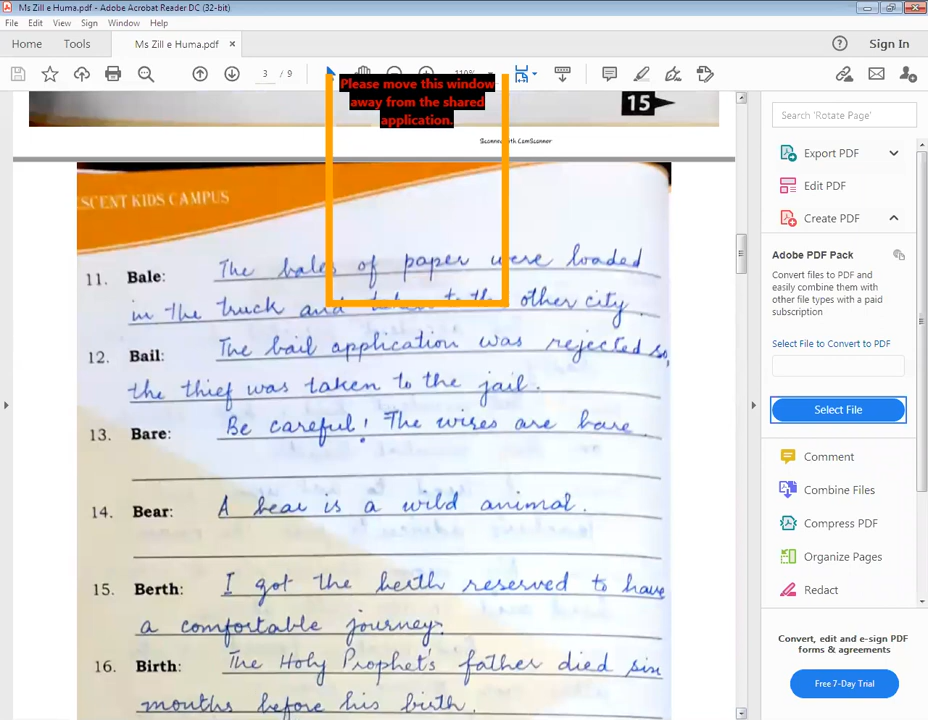 Ms Zill e Huma.pdf - Adobe Acrobat Reader DC (32-bit)
File Edit View Sign Window Help
Home Tools Ms Zill e Huma.pdf × Sign In
3 / 9
Please move this window
away from the shared
application.
15
Scanned with CamScanner
SCENT KIDS CAMPUS
11. Bale: The bales of paper were loaded
in the truck and taken to the other city.
12. Bail: The bail application was rejected so,
the thief was taken to the jail.
13. Bare: Be careful! The wires are bare.
14. Bear: A bear is a wild animal.
15. Berth: I got the berth reserved to have
a comfortable journey.
16. Birth: The Holy Prophet's father died six
months before his birth.
Search 'Rotate Page'
Export PDF
Edit PDF
Create PDF
Adobe PDF Pack
Convert files to PDF and
easily combine them with
other file types with a paid
subscription
Select File to Convert to PDF
Select File
Comment
Combine Files
Compress PDF
Organize Pages
Redact
Convert, edit and e-sign PDF
forms & agreements
Free 7-Day Trial